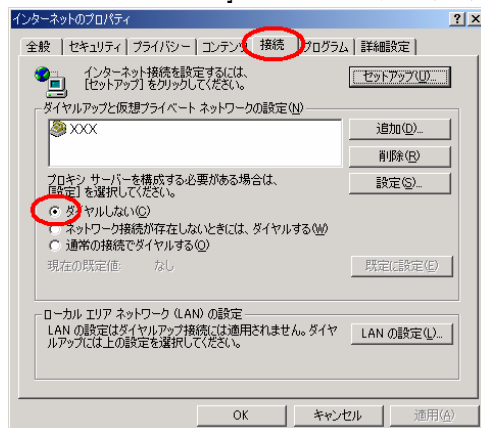 インターネットのプロパティ
全般 セキュリティ プライバシー コンテンツ 接続 プログラム 詳細設定
インターネット接続を設定するには、
[セットアップ] をクリックしてください。
セットアップ(U)...
ダイヤルアップと仮想プライベート ネットワークの設定(N)
XXX
追加(D)...
削除(R)
プロキシ サーバーを構成する必要がある場合は、
[設定] を選択してください。
設定(S)...
ダイヤルしない(C)
ネットワーク接続が存在しないときには、ダイヤルする(W)
通常の接続でダイヤルする(O)
現在の既定値: なし
既定に設定(E)
ローカル エリア ネットワーク (LAN) の設定
LAN の設定はダイヤルアップ接続には適用されません。ダイヤ
ルアップには上の設定を選択してください。
LAN の設定(L)...
OK キャンセル 適用(A)